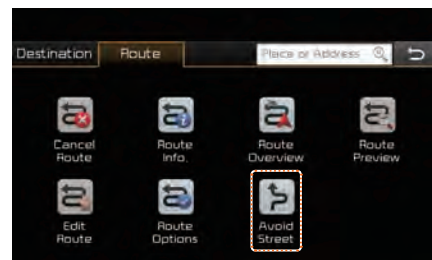 Destination
Route
Place or Address
Cancel
Route
Route
Info.
Route
Overview
Route
Preview
Edit
Route
Route
Options
Avoid
Street